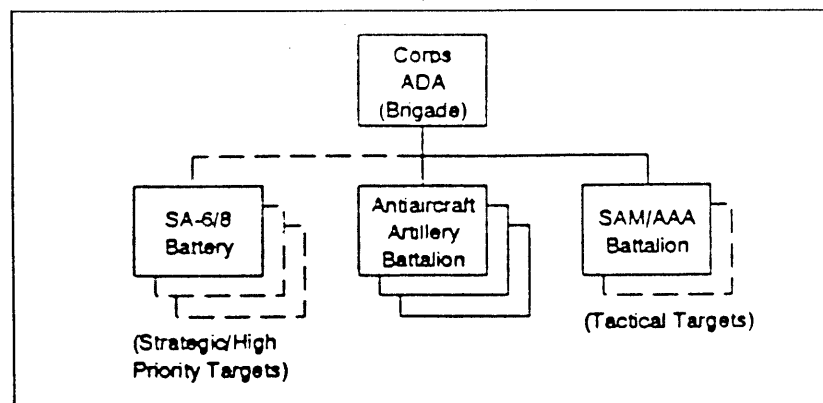 Corps
ADA
(Brigade)
SA-6/8
Battery
Antiaircraft
Artillery
Battalion
SAM/AAA
Battalion
(Strategic/High
Priority Targets)
(Tactical Targets)